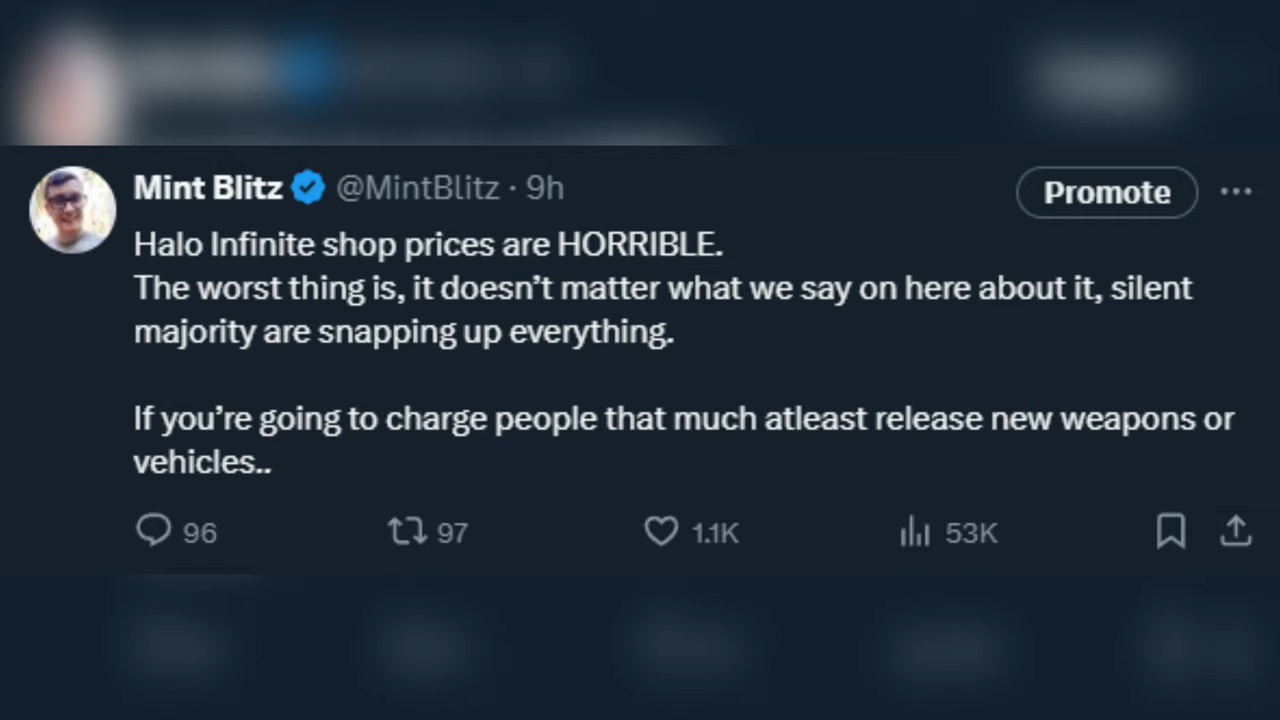 Mint Blitz @MintBlitz · 9h
Promote
Halo Infinite shop prices are HORRIBLE.
The worst thing is, it doesn’t matter what we say on here about it, silent
majority are snapping up everything.
If you’re going to charge people that much atleast release new weapons or
vehicles..
96 97 1.1K 53K